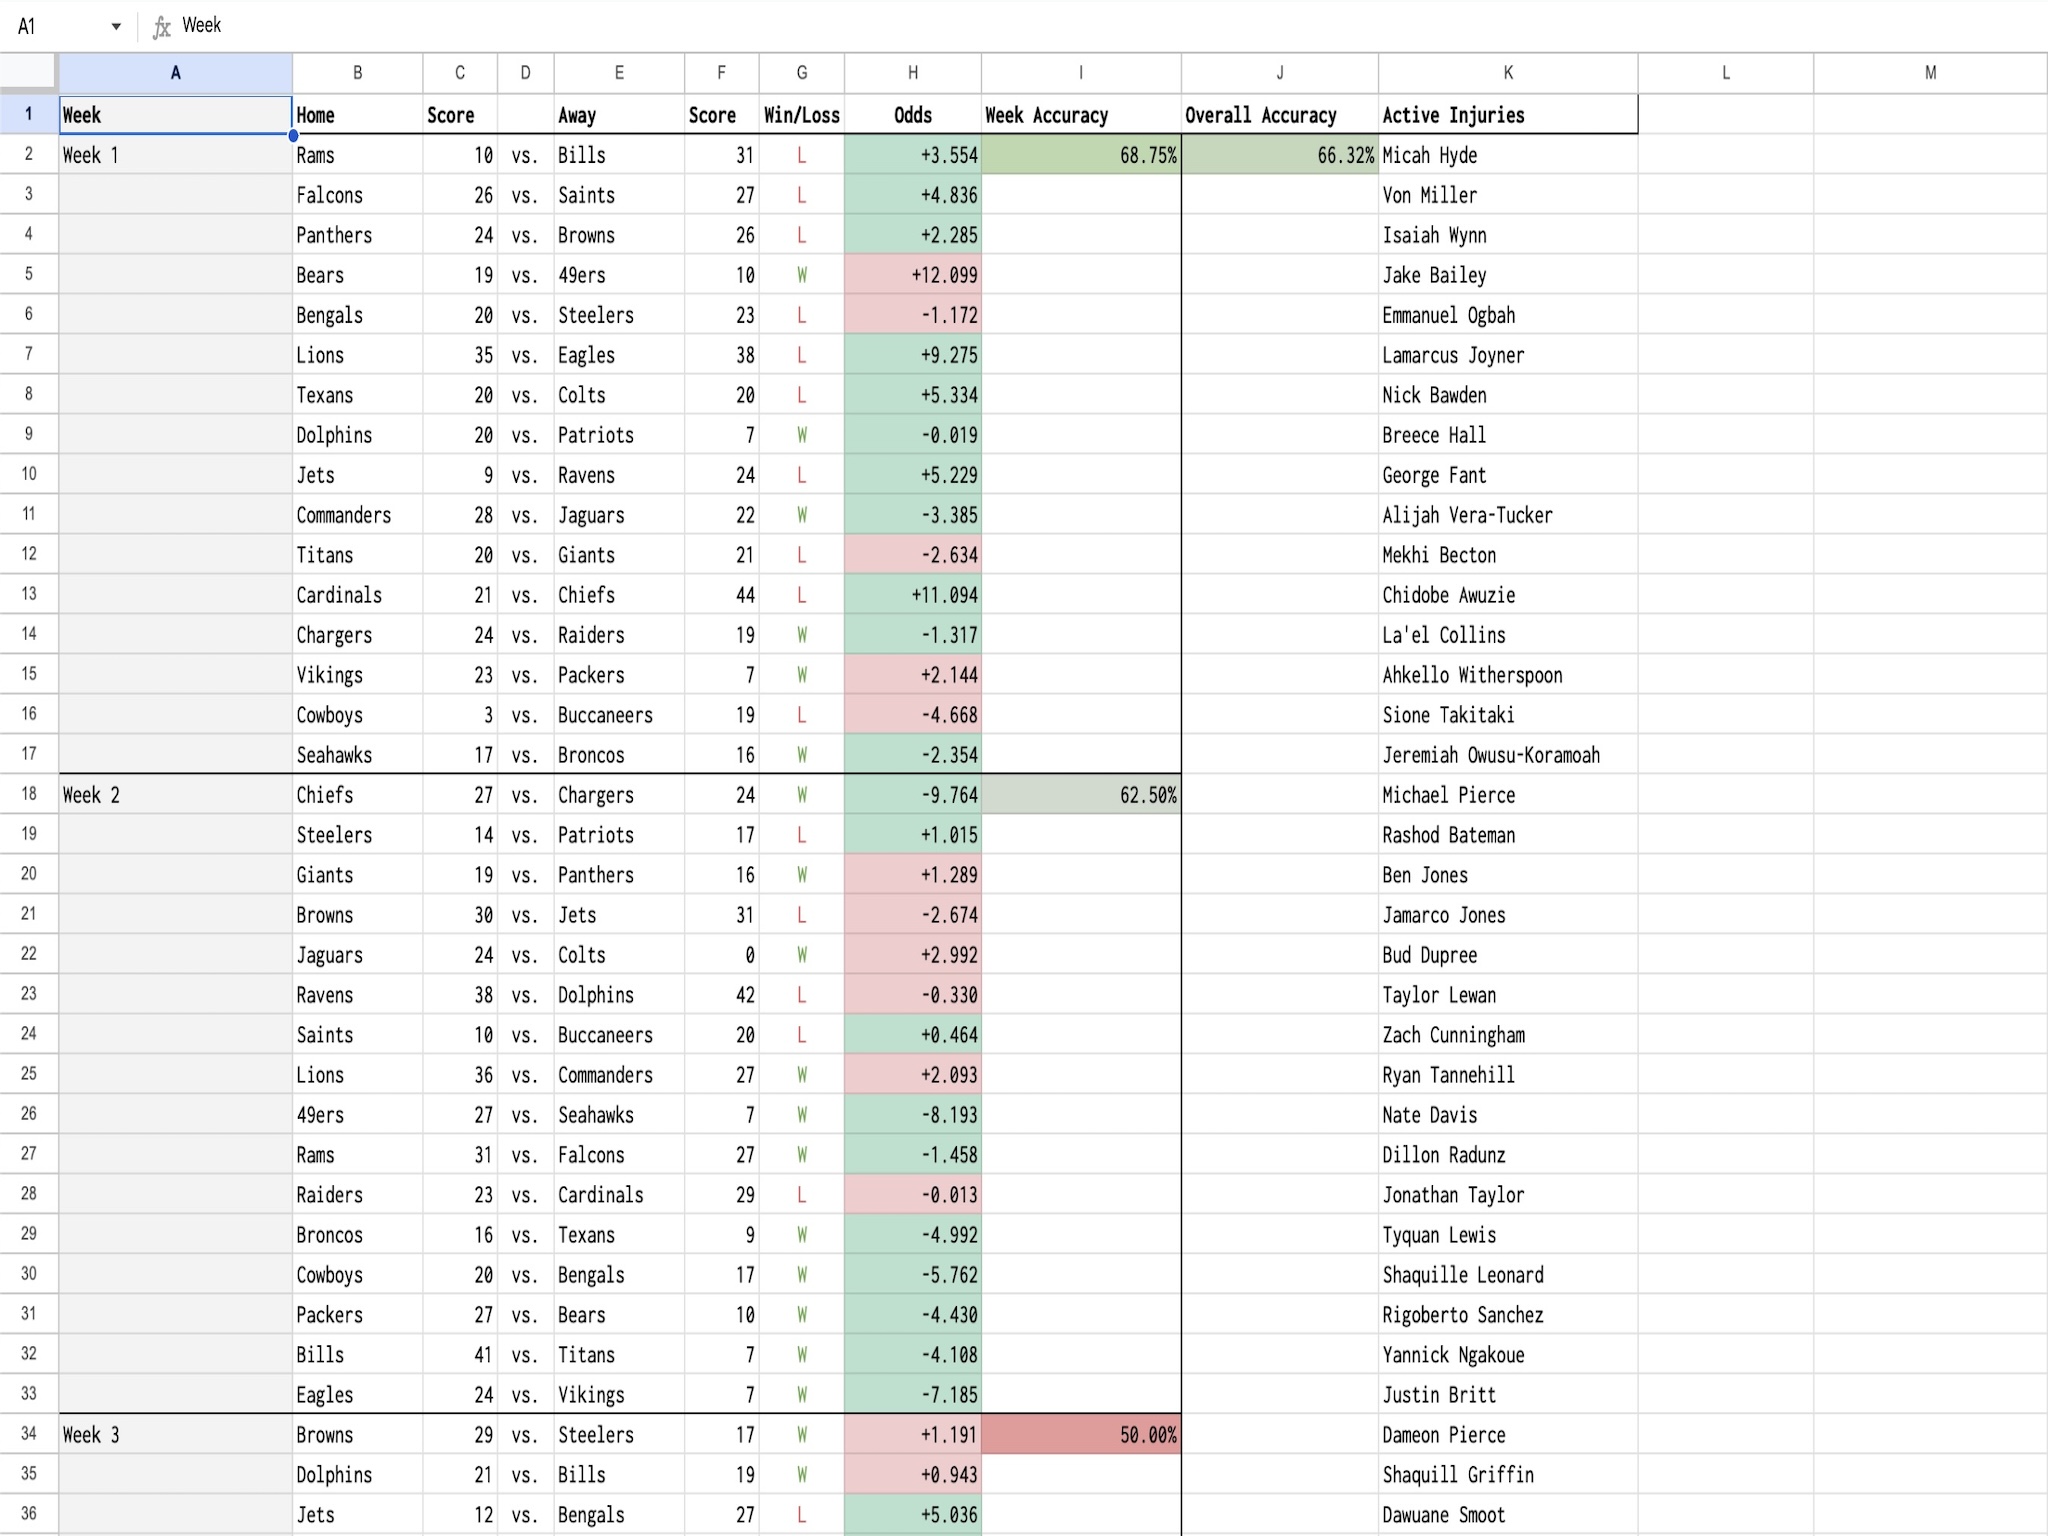 A1 fx Week
A B C D E F G H I J K L M
1 Week Home Score Away Score Win/Loss Odds Week Accuracy Overall Accuracy Active Injuries
2 Week 1 Rams 10 vs. Bills 31 L +3.554 68.75% 66.32% Micah Hyde
3 Falcons 26 vs. Saints 27 L +4.836 Von Miller
4 Panthers 24 vs. Browns 26 L +2.285 Isaiah Wynn
5 Bears 19 vs. 49ers 10 W +12.099 Jake Bailey
6 Bengals 20 vs. Steelers 23 L -1.172 Emmanuel Ogbah
7 Lions 35 vs. Eagles 38 L +9.275 Lamarcus Joyner
8 Texans 20 vs. Colts 20 L +5.334 Nick Bawden
9 Dolphins 20 vs. Patriots 7 W -0.019 Breece Hall
10 Jets 9 vs. Ravens 24 L +5.229 George Fant
11 Commanders 28 vs. Jaguars 22 W -3.385 Alijah Vera-Tucker
12 Titans 20 vs. Giants 21 L -2.634 Mekhi Becton
13 Cardinals 21 vs. Chiefs 44 L +11.094 Chidobe Awuzie
14 Chargers 24 vs. Raiders 19 W -1.317 La'el Collins
15 Vikings 23 vs. Packers 7 W +2.144 Ahkello Witherspoon
16 Cowboys 3 vs. Buccaneers 19 L -4.668 Sione Takitaki
17 Seahawks 17 vs. Broncos 16 W -2.354 Jeremiah Owusu-Koramoah
18 Week 2 Chiefs 27 vs. Chargers 24 W -9.764 62.50% Michael Pierce
19 Steelers 14 vs. Patriots 17 L +1.015 Rashod Bateman
20 Giants 19 vs. Panthers 16 W +1.289 Ben Jones
21 Browns 30 vs. Jets 31 L -2.674 Jamarco Jones
22 Jaguars 24 vs. Colts 0 W +2.992 Bud Dupree
23 Ravens 38 vs. Dolphins 42 L -0.330 Taylor Lewan
24 Saints 10 vs. Buccaneers 20 L +0.464 Zach Cunningham
25 Lions 36 vs. Commanders 27 W +2.093 Ryan Tannehill
26 49ers 27 vs. Seahawks 7 W -8.193 Nate Davis
27 Rams 31 vs. Falcons 27 W -1.458 Dillon Radunz
28 Raiders 23 vs. Cardinals 29 L -0.013 Jonathan Taylor
29 Broncos 16 vs. Texans 9 W -4.992 Tyquan Lewis
30 Cowboys 20 vs. Bengals 17 W -5.762 Shaquille Leonard
31 Packers 27 vs. Bears 10 W -4.430 Rigoberto Sanchez
32 Bills 41 vs. Titans 7 W -4.108 Yannick Ngakoue
33 Eagles 24 vs. Vikings 7 W -7.185 Justin Britt
34 Week 3 Browns 29 vs. Steelers 17 W +1.191 50.00% Dameon Pierce
35 Dolphins 21 vs. Bills 19 W +0.943 Shaquill Griffin
36 Jets 12 vs. Bengals 27 L +5.036 Dawuane Smoot